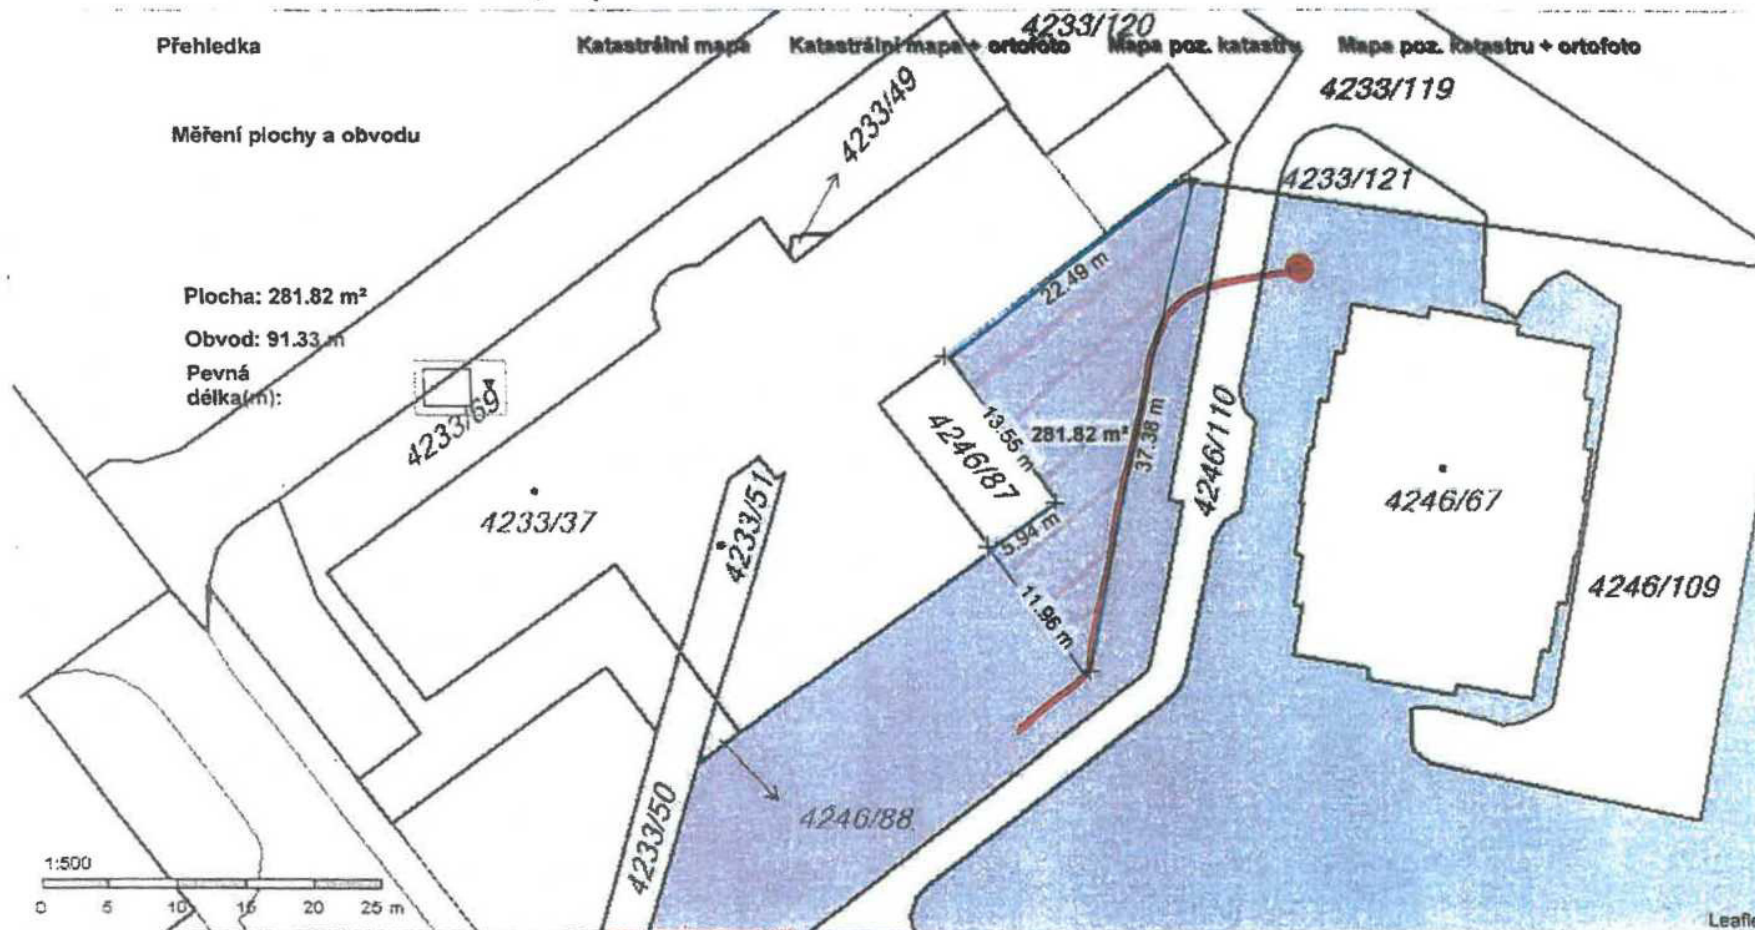 Přehledka
Katastrální mapa
Katastrální mapa + ortofoto
Mapa poz. katastru
Mapa poz. katastru + ortofoto
4233/120
4233/119
4233/49
Měření plochy a obvodu
4233/121
Plocha: 281.82 m²
Obvod: 91.33 m
Pevná
délka(m):
22.49 m
4233/69
13.55 m
281.82 m²
37.38 m
4246/87
4246/110
4246/67
4233/37
4233/51
5.94 m
11.96 m
4246/109
4246/88
4233/50
1:500
0 5 10 15 20 25 m